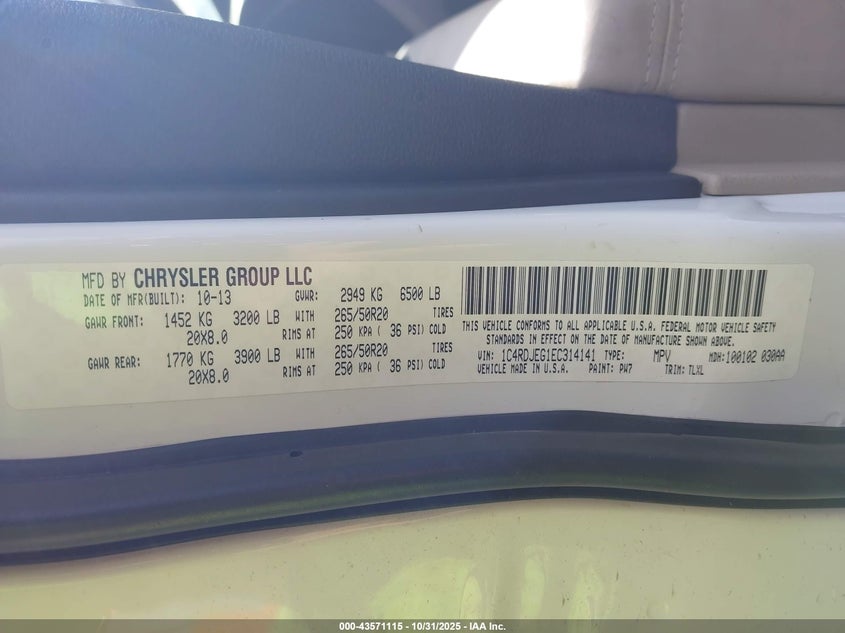 MFD BY CHRYSLER GROUP LLC
DATE OF MFR(BUILT): 10-13 GVWR: 2949 KG 6500 LB
GAWR FRONT: 1452 KG 3200 LB WITH 265/50R20 TIRES
20X8.0 RIMS AT 250 KPA ( 36 PSI) COLD
GAWR REAR: 1770 KG 3900 LB WITH 265/50R20 TIRES
20X8.0 RIMS AT 250 KPA ( 36 PSI) COLD
THIS VEHICLE CONFORMS TO ALL APPLICABLE U.S.A. FEDERAL MOTOR VEHICLE SAFETY
STANDARDS IN EFFECT ON THE DATE OF MANUFACTURE SHOWN ABOVE.
VIN: 1C4RDJEG1EC314141 TYPE: MPV MDH: 100102 030AA
VEHICLE MADE IN U.S.A. PAINT: PW7 TRIM: TLXL
000-43571115 - 10/31/2025 - IAA Inc.